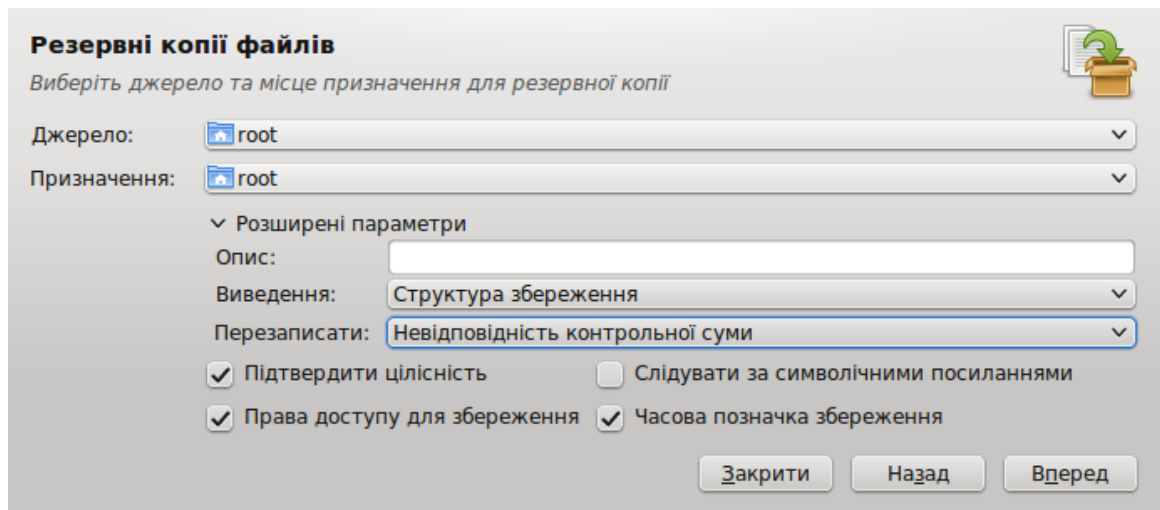 Резервні копії файлів
Виберіть джерело та місце призначення для резервної копії
Джерело: root
Призначення: root
Розширені параметри
Опис:
Виведення: Структура збереження
Перезаписати: Невідповідність контрольної суми
Підтвердити цілісність Слідувати за символічними посиланнями
Права доступу для збереження Часова позначка збереження
Закрити Назад Вперед